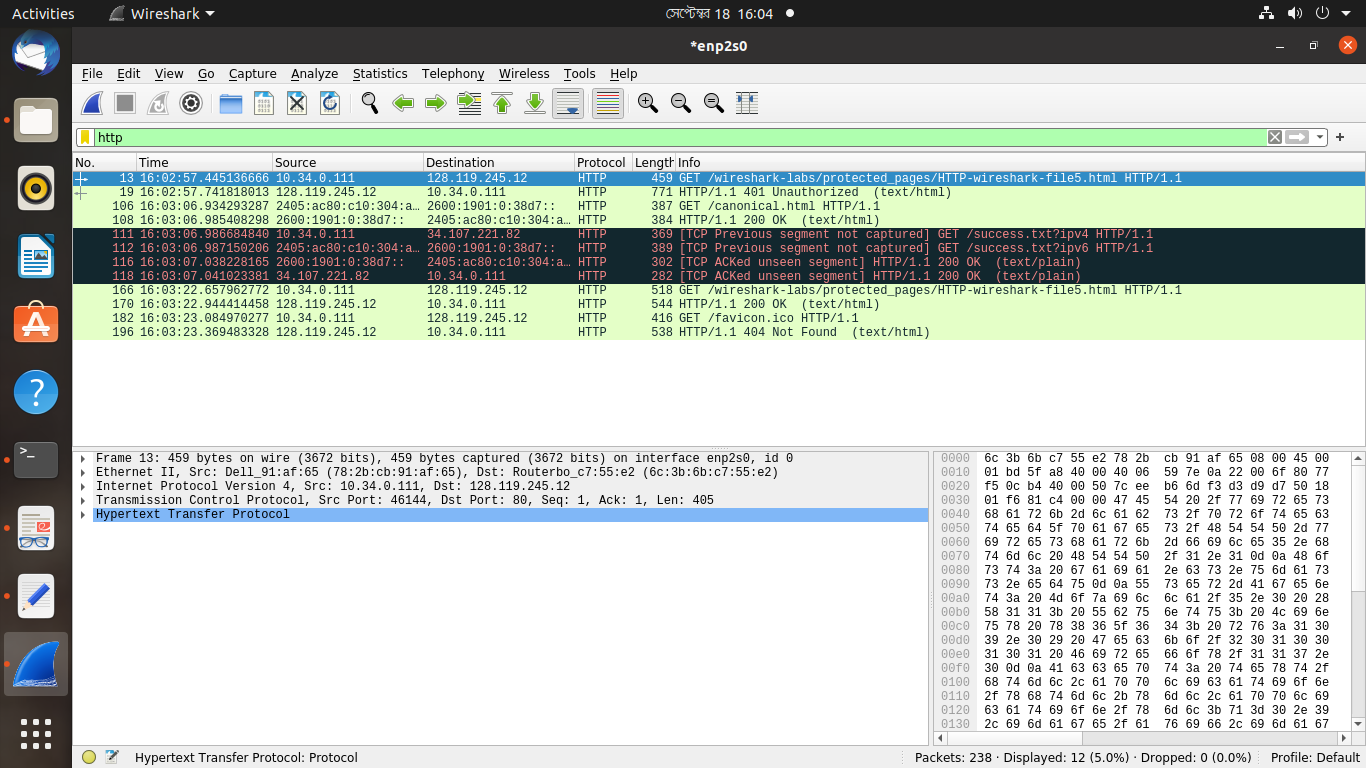 Activities Wireshark সেপ্টেম্বর 18 16:04
*enp2s0
File Edit View Go Capture Analyze Statistics Telephony Wireless Tools Help
http
No. Time Source Destination Protocol Length Info
13 16:02:57.445136666 10.34.0.111 128.119.245.12 HTTP 459 GET /wireshark-labs/protected_pages/HTTP-wireshark-file5.html HTTP/1.1
19 16:02:57.741818013 128.119.245.12 10.34.0.111 HTTP 771 HTTP/1.1 401 Unauthorized (text/html)
106 16:03:06.934293287 2405:ac80:c10:304:a… 2600:1901:0:38d7:: HTTP 387 GET /canonical.html HTTP/1.1
108 16:03:06.985408298 2600:1901:0:38d7:: 2405:ac80:c10:304:a… HTTP 384 HTTP/1.1 200 OK (text/html)
111 16:03:06.986684840 10.34.0.111 34.107.221.82 HTTP 369 [TCP Previous segment not captured] GET /success.txt?ipv4 HTTP/1.1
112 16:03:06.987150206 2405:ac80:c10:304:a… 2600:1901:0:38d7:: HTTP 389 [TCP Previous segment not captured] GET /success.txt?ipv6 HTTP/1.1
116 16:03:07.038228165 2600:1901:0:38d7:: 2405:ac80:c10:304:a… HTTP 302 [TCP ACKed unseen segment] HTTP/1.1 200 OK (text/plain)
118 16:03:07.041023381 34.107.221.82 10.34.0.111 HTTP 282 [TCP ACKed unseen segment] HTTP/1.1 200 OK (text/plain)
166 16:03:22.657962772 10.34.0.111 128.119.245.12 HTTP 518 GET /wireshark-labs/protected_pages/HTTP-wireshark-file5.html HTTP/1.1
170 16:03:22.944414458 128.119.245.12 10.34.0.111 HTTP 544 HTTP/1.1 200 OK (text/html)
182 16:03:23.084970277 10.34.0.111 128.119.245.12 HTTP 416 GET /favicon.ico HTTP/1.1
196 16:03:23.369483328 128.119.245.12 10.34.0.111 HTTP 538 HTTP/1.1 404 Not Found (text/html)
Frame 13: 459 bytes on wire (3672 bits), 459 bytes captured (3672 bits) on interface enp2s0, id 0
Ethernet II, Src: Dell_91:af:65 (78:2b:cb:91:af:65), Dst: Routerbo_c7:55:e2 (6c:3b:6b:c7:55:e2)
Internet Protocol Version 4, Src: 10.34.0.111, Dst: 128.119.245.12
Transmission Control Protocol, Src Port: 46144, Dst Port: 80, Seq: 1, Ack: 1, Len: 405
Hypertext Transfer Protocol
0000 6c 3b 6b c7 55 e2 78 2b cb 91 af 65 08 00 45 00
0010 01 bd 5f a8 40 00 40 06 59 7e 0a 22 00 6f 80 77
0020 f5 0c b4 40 00 50 7c ee b6 6d f3 d3 d9 d7 50 18
0030 01 f6 81 c4 00 00 47 45 54 20 2f 77 69 72 65 73
0040 68 61 72 6b 2d 6c 61 62 73 2f 70 72 6f 74 65 63
0050 74 65 64 5f 70 61 67 65 73 2f 48 54 54 50 2d 77
0060 69 72 65 73 68 61 72 6b 2d 66 69 6c 65 35 2e 68
0070 74 6d 6c 20 48 54 54 50 2f 31 2e 31 0d 0a 48 6f
0080 73 74 3a 20 67 61 69 61 2e 63 73 2e 75 6d 61 73
0090 73 2e 65 64 75 0d 0a 55 73 65 72 2d 41 67 65 6e
00a0 74 3a 20 4d 6f 7a 69 6c 6c 61 2f 35 2e 30 20 28
00b0 58 31 31 3b 20 55 62 75 6e 74 75 3b 20 4c 69 6e
00c0 75 78 20 78 38 36 5f 36 34 3b 20 72 76 3a 31 30
00d0 39 2e 30 29 20 47 65 63 6b 6f 2f 32 30 31 30 30
00e0 31 30 31 20 46 69 72 65 66 6f 78 2f 31 31 37 2e
00f0 30 0d 0a 41 63 63 65 70 74 3a 20 74 65 78 74 2f
0100 68 74 6d 6c 2c 61 70 70 6c 69 63 61 74 69 6f 6e
0110 2f 78 68 74 6d 6c 2b 78 6d 6c 2c 61 70 70 6c 69
0120 63 61 74 69 6f 6e 2f 78 6d 6c 3b 71 3d 30 2e 39
0130 2c 69 6d 61 67 65 2f 61 76 69 66 2c 69 6d 61 67
Hypertext Transfer Protocol: Protocol Packets: 238 · Displayed: 12 (5.0%) · Dropped: 0 (0.0%) Profile: Default